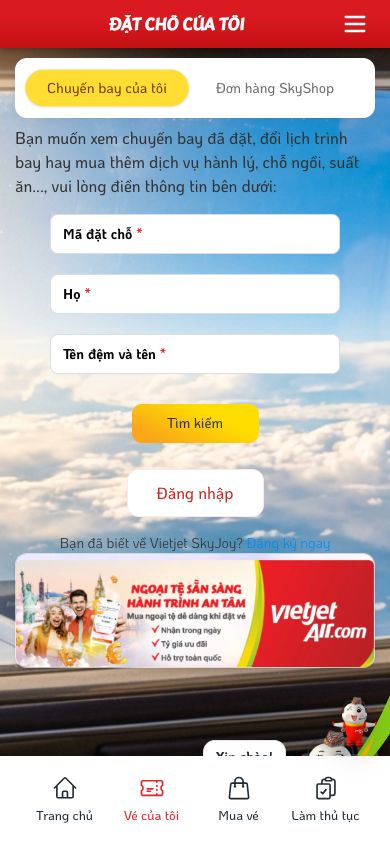 ĐẶT CHỖ CỦA TÔI
Chuyến bay của tôi
Đơn hàng SkyShop
Bạn muốn xem chuyến bay đã đặt, đổi lịch trình
bay hay mua thêm dịch vụ hành lý, chỗ ngồi, suất
ăn..., vui lòng điền thông tin bên dưới:
Mã đặt chỗ *
Họ *
Tên đệm và tên *
Tìm kiếm
Đăng nhập
Bạn đã biết về Vietjet SkyJoy? Đăng ký ngay
NGOẠI TỆ SẴN SÀNG
HÀNH TRÌNH AN TÂM
Mua ngoại tệ dễ dàng khi đặt vé
Nhận trong ngày
Tỷ giá ưu đãi
Hỗ trợ toàn quốc
vietjet
Air.com
Xin chào!
Trang chủ
Vé của tôi
Mua vé
Làm thủ tục